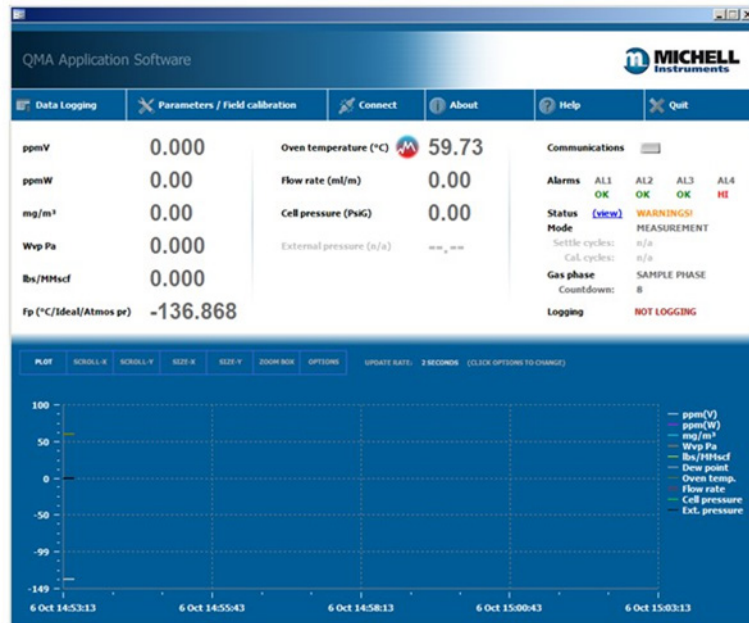 QMA Application Software
MICHELL
Instruments
Data Logging
Parameters / Field calibration
Connect
About
Help
Quit
ppmV 0.000
ppmW 0.00
mg/m³ 0.00
Wvp Pa 0.000
lbs/MMscf 0.000
Fp (°C/Ideal/Atmos pr) -136.868
Oven temperature (°C) 59.73
Flow rate (ml/m) 0.00
Cell pressure (PsiG) 0.00
External pressure (n/a) --.--
Communications
Alarms AL1 AL2 AL3 AL4
OK OK OK HI
Status (view) WARNINGS!
Mode MEASUREMENT
Settle cycles: n/a
Cal. cycles: n/a
Gas phase SAMPLE PHASE
Countdown: 8
Logging NOT LOGGING
PLOT SCROLL-X SCROLL-Y SIZE-X SIZE-Y ZOOM BOX OPTIONS UPDATE RATE: 2 SECONDS (CLICK OPTIONS TO CHANGE)
100
50
0
-50
-99
-149
6 Oct 14:53:13 6 Oct 14:55:43 6 Oct 14:58:13 6 Oct 15:00:43 6 Oct 15:03:13
ppm(V)
ppm(W)
mg/m³
Wvp Pa
lbs/MMscf
Dew point
Oven temp.
Flow rate
Cell pressure
Ext. pressure